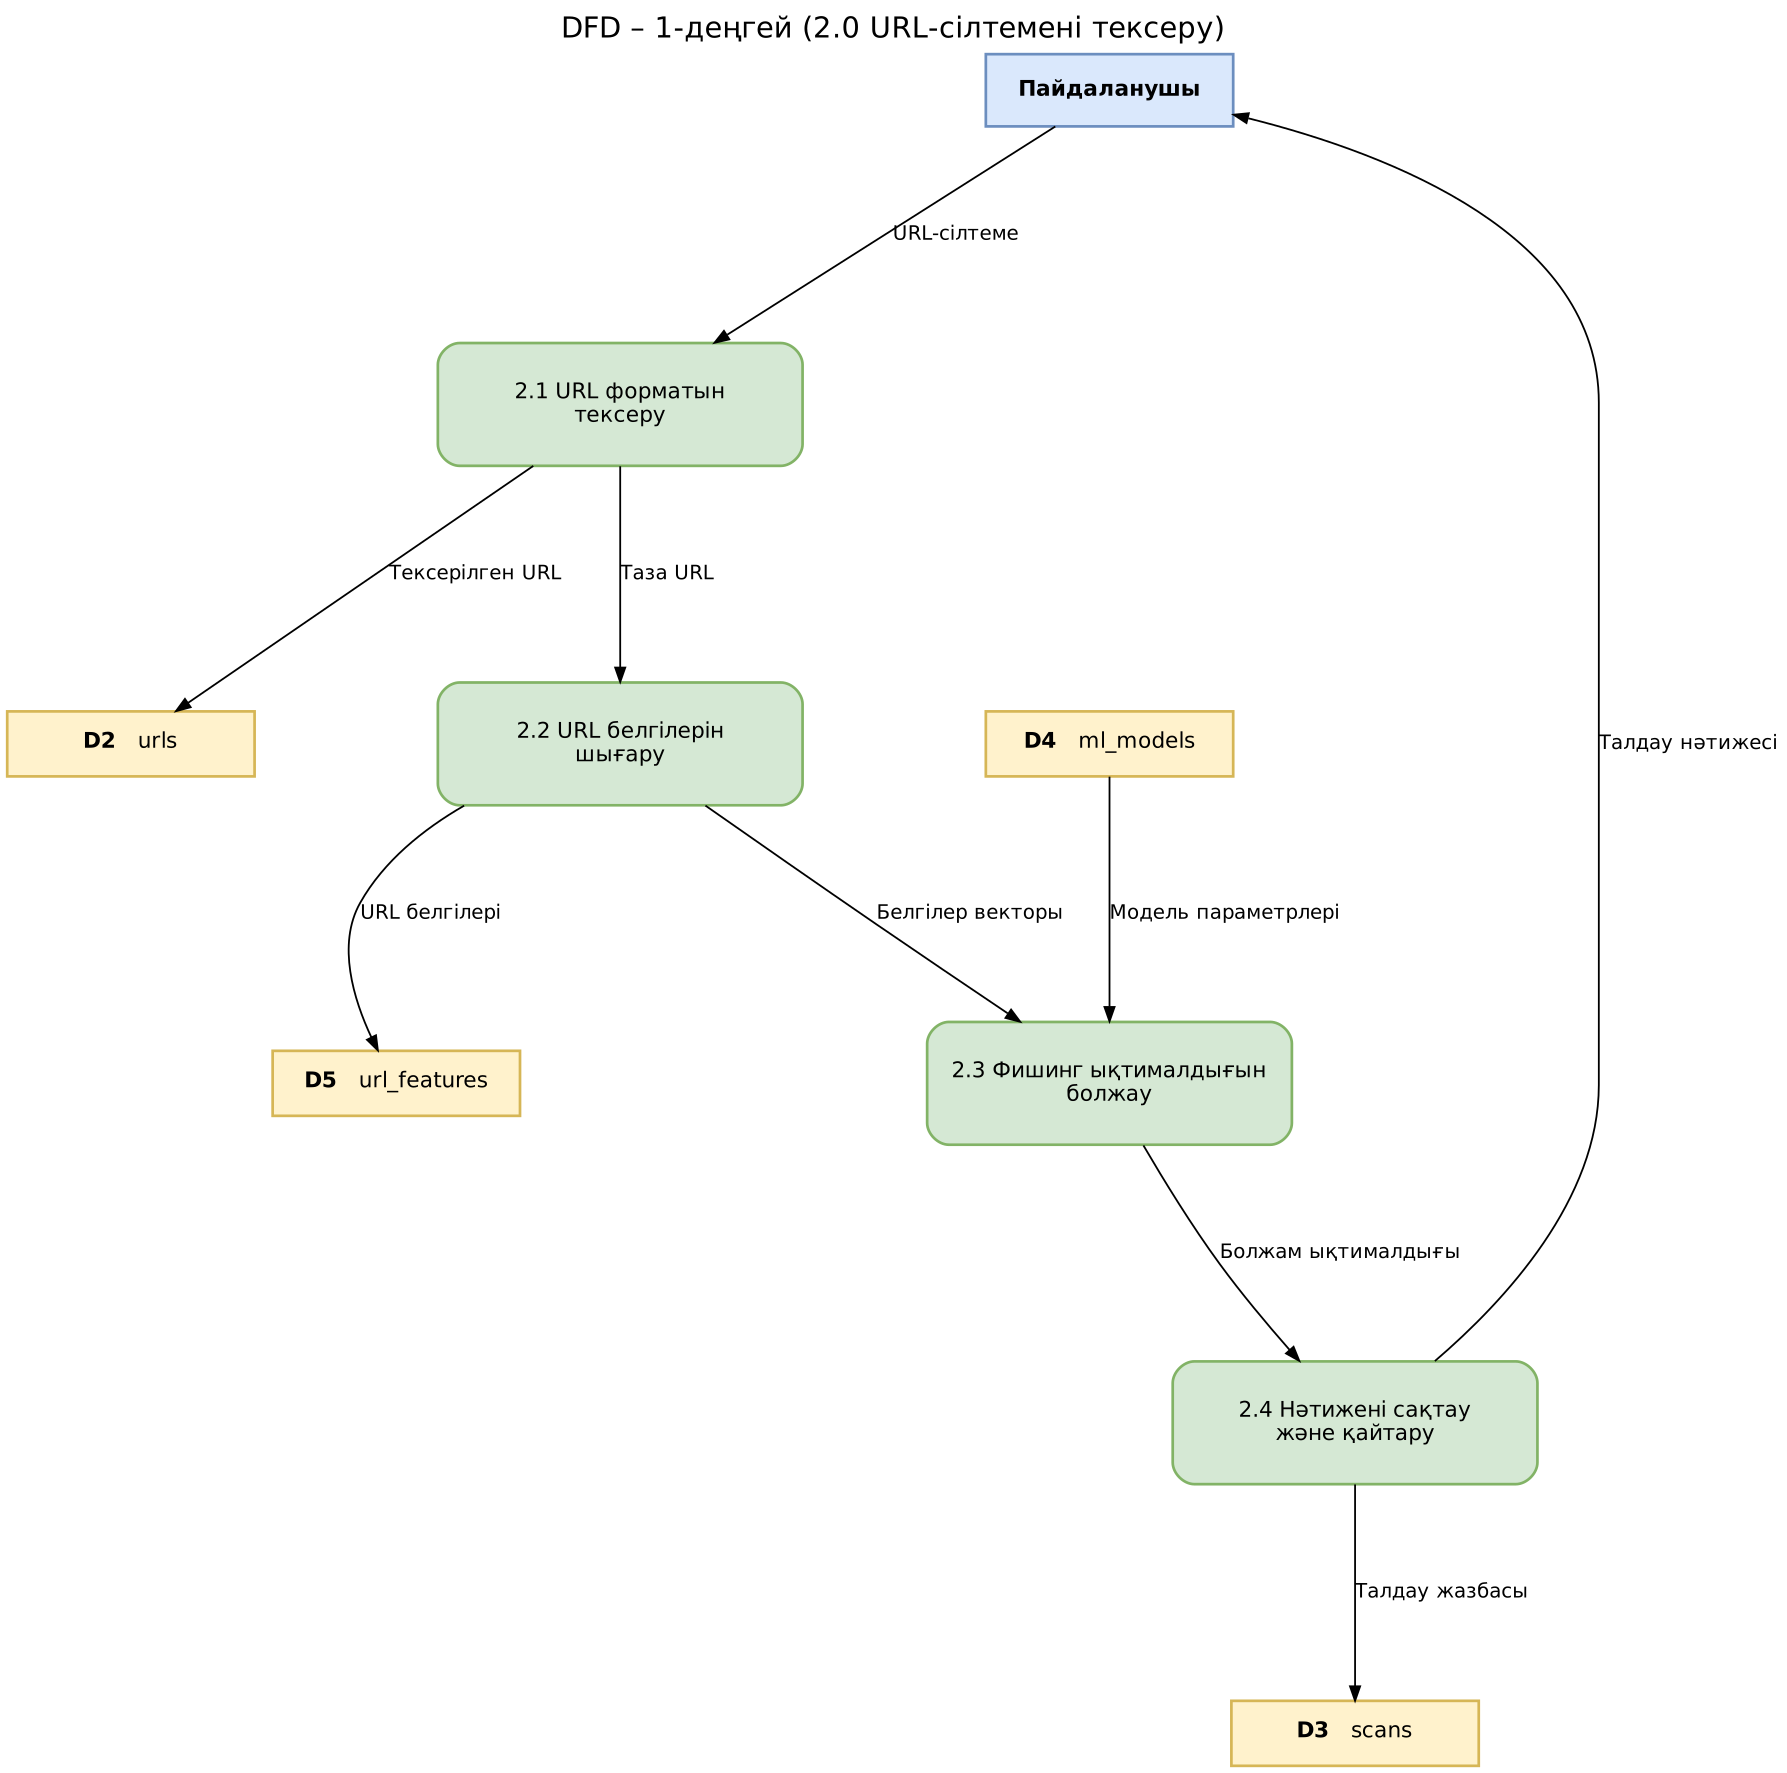 DFD – 1-деңгей (2.0 URL-сілтемені тексеру)
Пайдаланушы
URL-сілтеме
2.1 URL форматын
тексеру
Тексерілген URL
Таза URL
D2 urls
2.2 URL белгілерін
шығару
D4 ml_models
Талдау нәтижесі
URL белгілері
Белгілер векторы
Модель параметрлері
D5 url_features
2.3 Фишинг ықтималдығын
болжау
Болжам ықтималдығы
2.4 Нәтижені сақтау
және қайтару
Талдау жазбасы
D3 scans